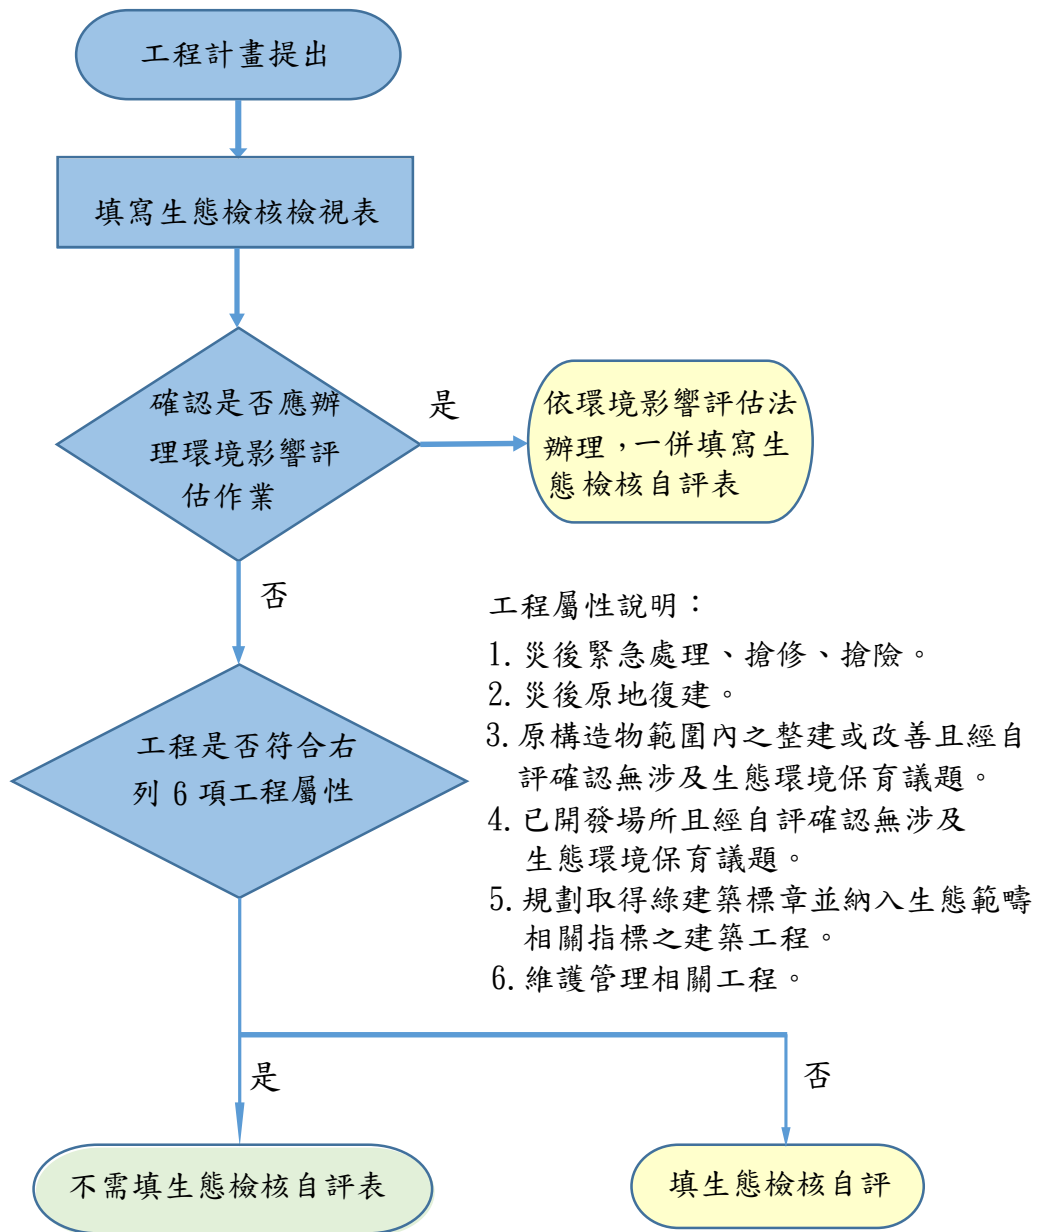 工程計畫提出
填寫生態檢核檢視表
確認是否應辦
理環境影響評
估作業
是
依環境影響評估法
辦理，一併填寫生
態檢核自評表
否
工程屬性說明：
1. 災後緊急處理、搶修、搶險。
2. 災後原地復建。
3. 原構造物範圍內之整建或改善且經自
評確認無涉及生態環境保育議題。
4. 已開發場所且經自評確認無涉及
生態環境保育議題。
5. 規劃取得綠建築標章並納入生態範疇
相關指標之建築工程。
6. 維護管理相關工程。
工程是否符合右
列 6 項工程屬性
是
否
不需填生態檢核自評表
填生態檢核自評